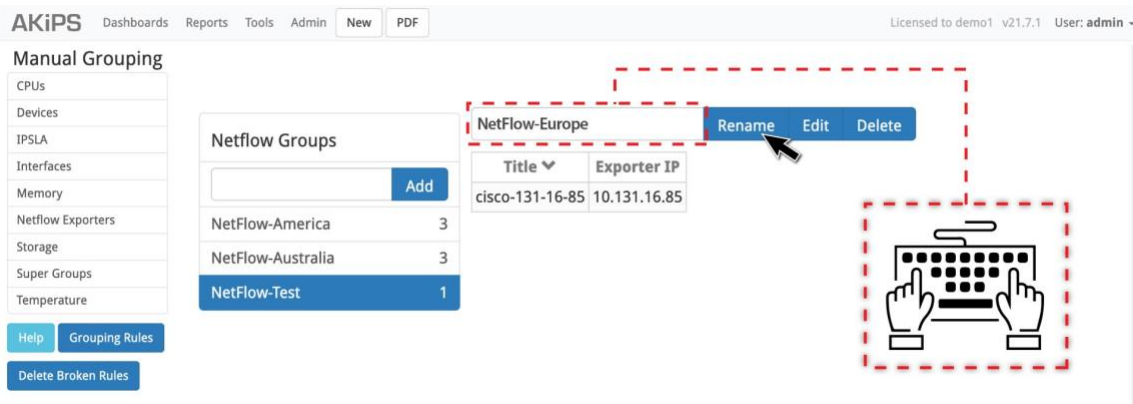 AKiPS Dashboards Reports Tools Admin New PDF Licensed to demo1 v21.7.1 User: admin
Manual Grouping
CPUs
Devices
IPSLA
Interfaces
Memory
Netflow Exporters
Storage
Super Groups
Temperature
Help Grouping Rules
Delete Broken Rules
Netflow Groups
Add
NetFlow-America 3
NetFlow-Australia 3
NetFlow-Test 1
NetFlow-Europe Rename Edit Delete
Title Exporter IP
cisco-131-16-85 10.131.16.85